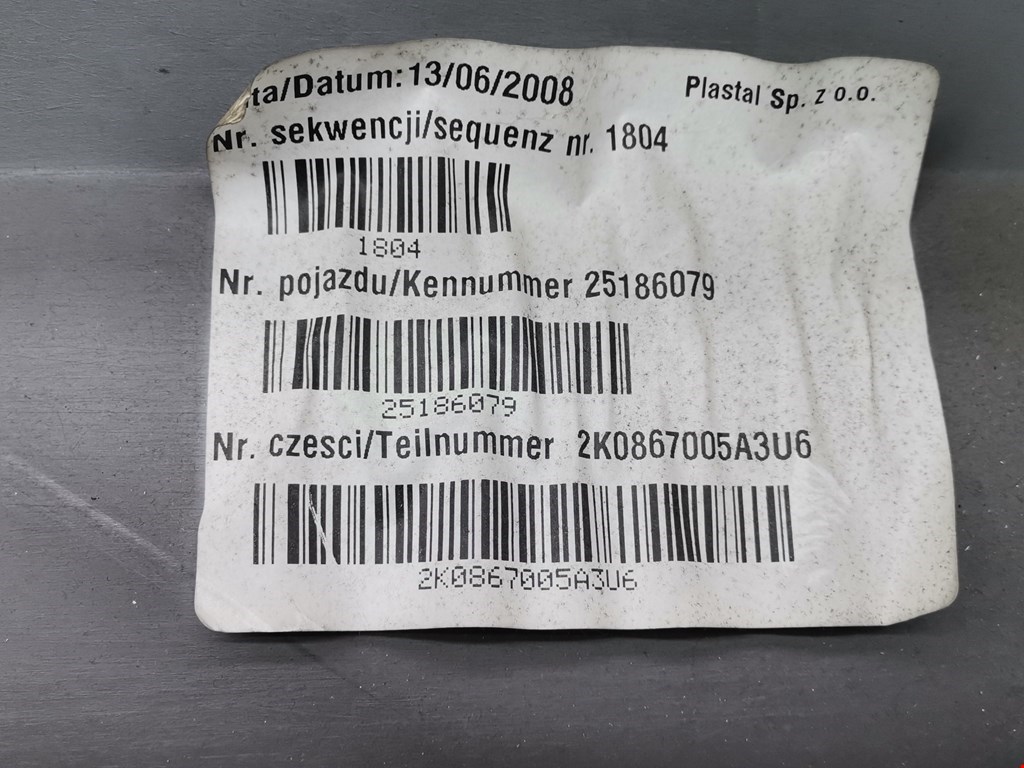 ta/Datum: 13/06/2008 Plastal Sp. z o.o.
Nr. sekwencji/sequenz nr. 1804
1804
Nr. pojazdu/Kennummer 25186079
25186079
Nr. czesci/Teilnummer 2K0867005A3U6
2K0867005A3U6